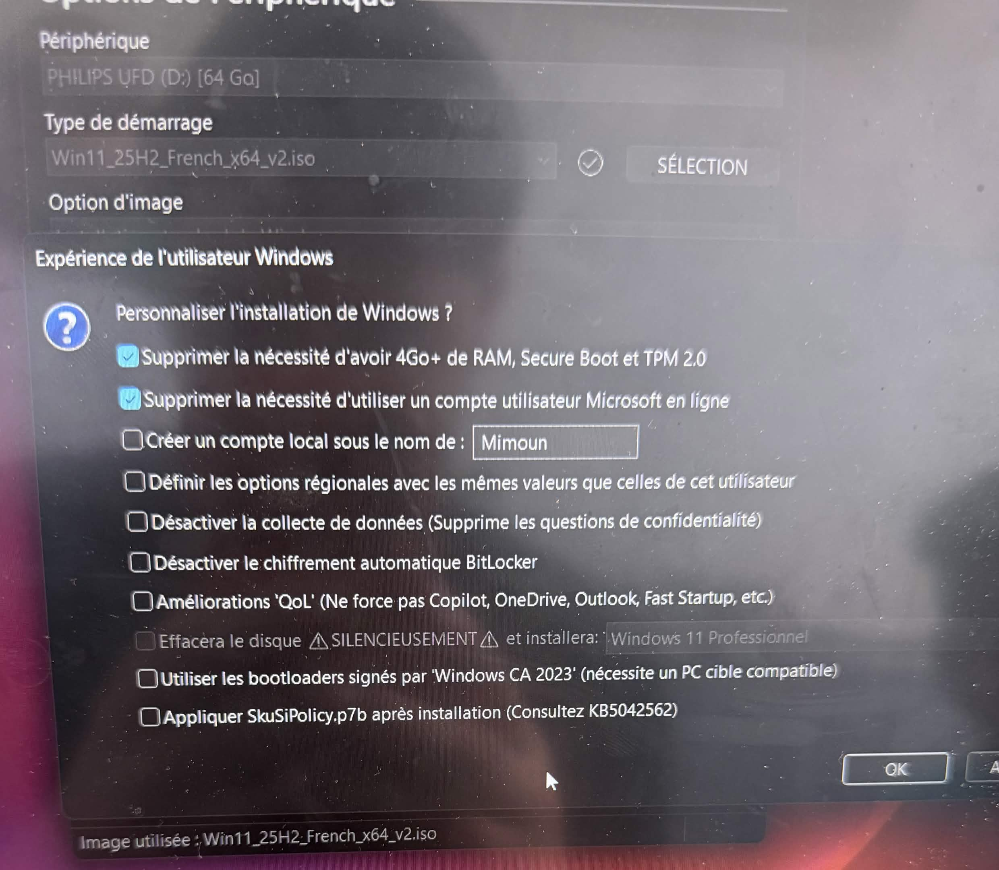 Options de Périphérique
Périphérique
PHILIPS UFD (D:) [64 Go]
Type de démarrage
Win11_25H2_French_x64_v2.iso
SÉLECTION
Option d'image
Expérience de l'utilisateur Windows
Personnaliser l'installation de Windows ?
Supprimer la nécessité d'avoir 4Go+ de RAM, Secure Boot et TPM 2.0
Supprimer la nécessité d'utiliser un compte utilisateur Microsoft en ligne
Créer un compte local sous le nom de : Mimoun
Définir les options régionales avec les mêmes valeurs que celles de cet utilisateur
Désactiver la collecte de données (Supprime les questions de confidentialité)
Désactiver le chiffrement automatique BitLocker
Améliorations 'QoL' (Ne force pas Copilot, OneDrive, Outlook, Fast Startup, etc.)
Effacera le disque ⚠SILENCIEUSEMENT⚠ et installera: Windows 11 Professionnel
Utiliser les bootloaders signés par 'Windows CA 2023' (nécessite un PC cible compatible)
Appliquer SkuSiPolicy.p7b après installation (Consultez KB5042562)
OK
A
Image utilisée : Win11_25H2_French_x64_v2.iso